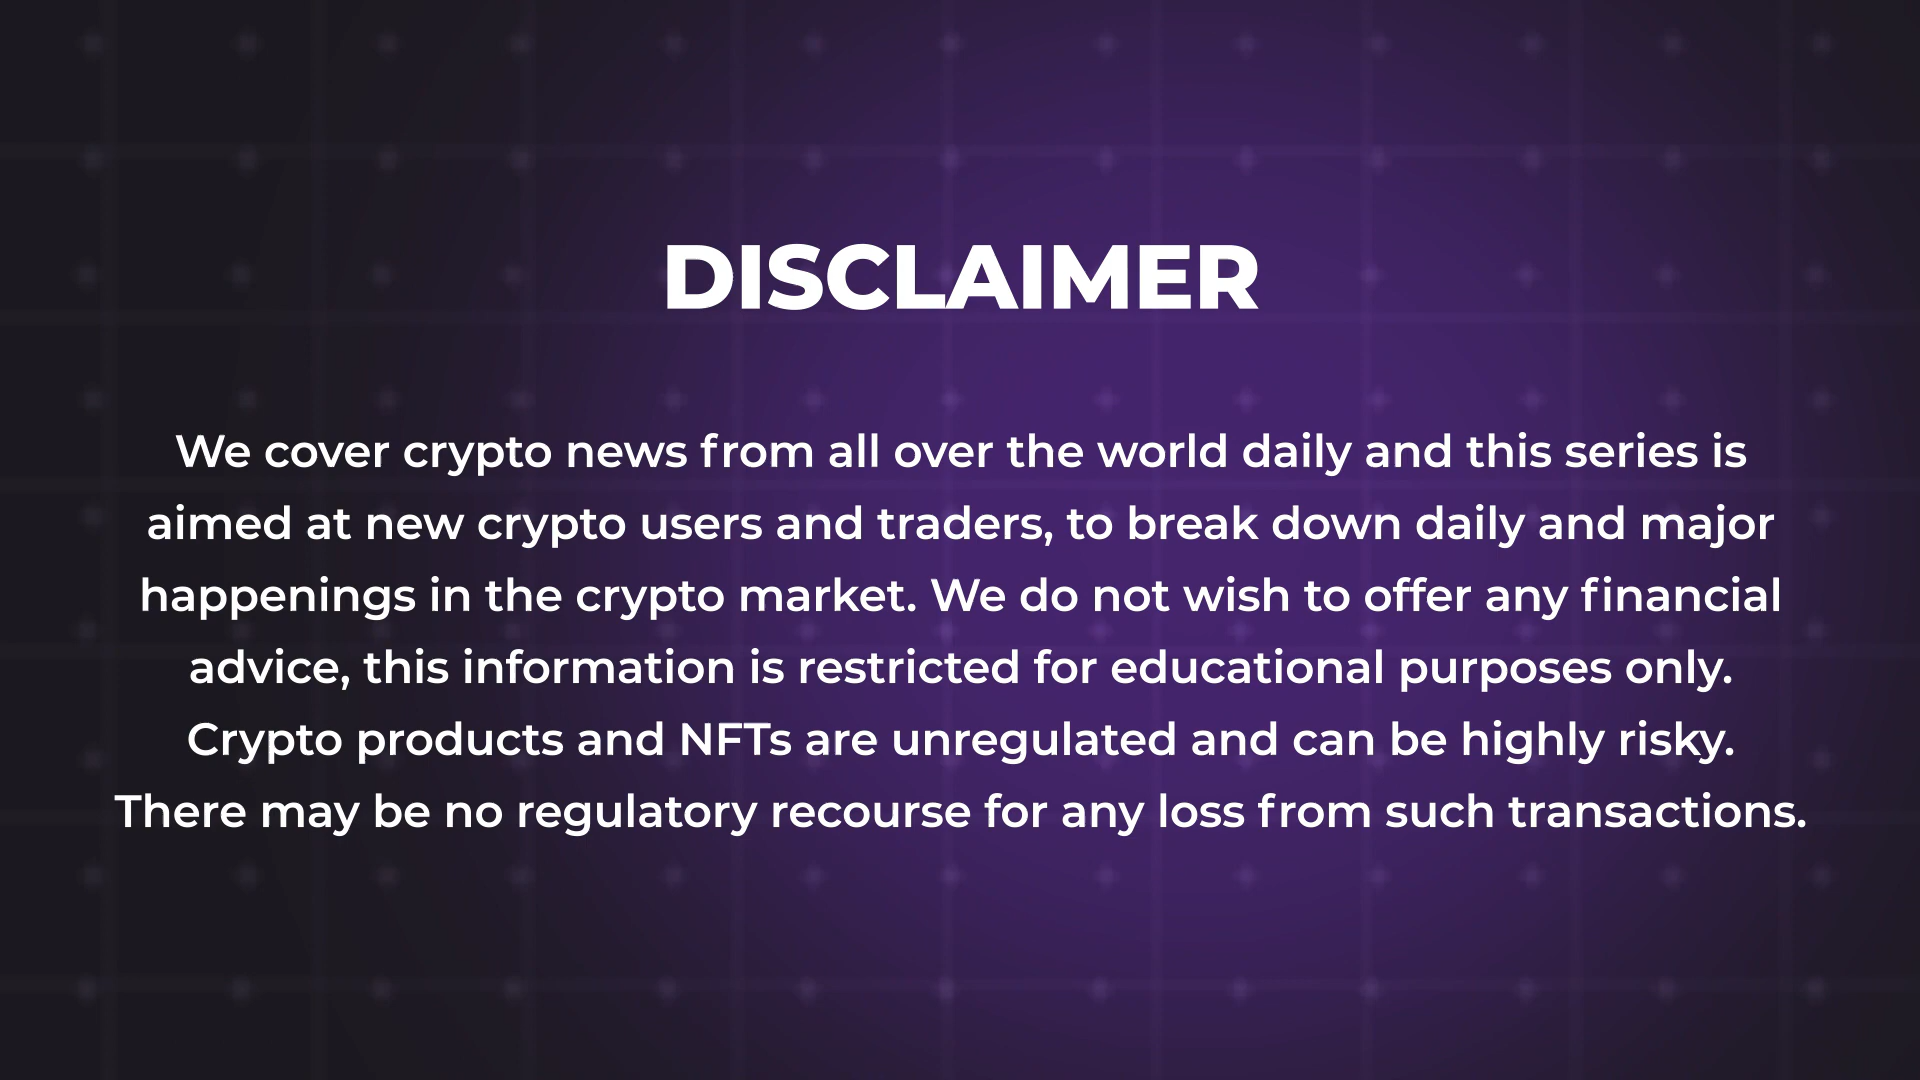 DISCLAIMER
We cover crypto news from all over the world daily and this series is
aimed at new crypto users and traders, to break down daily and major
happenings in the crypto market. We do not wish to offer any financial
advice, this information is restricted for educational purposes only.
Crypto products and NFTs are unregulated and can be highly risky.
There may be no regulatory recourse for any loss from such transactions.